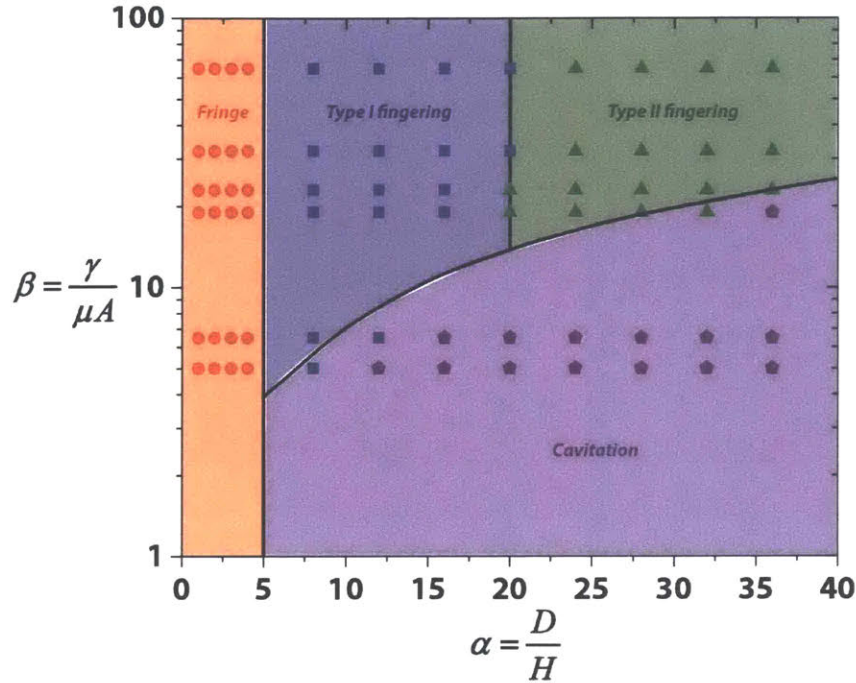 100
Fringe
Type I fingering
Type II fingering
β = γ / μA
10
Cavitation
1
0 5 10 15 20 25 30 35 40
α = D / H